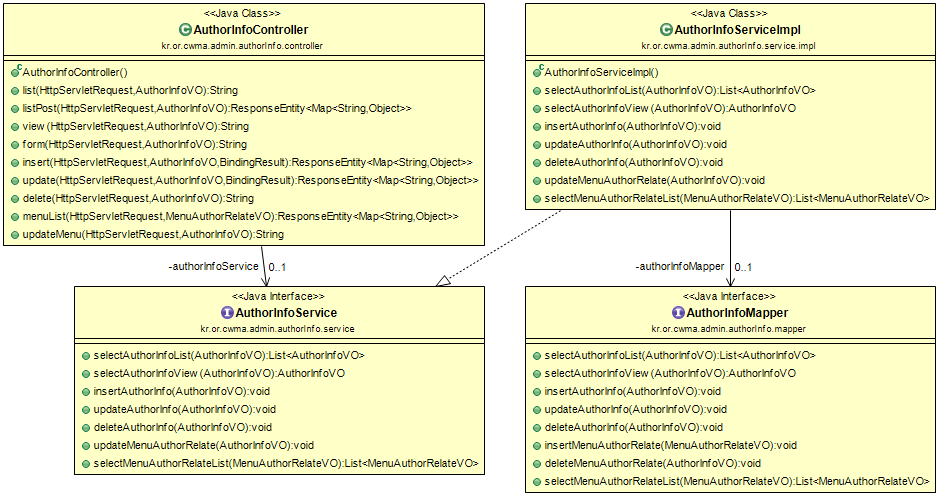 <<Java Class>>
AuthorInfoController
kr.or.cwma.admin.authorInfo.controller
AuthorInfoController()
list(HttpServletRequest,AuthorInfoVO):String
listPost(HttpServletRequest,AuthorInfoVO):ResponseEntity<Map<String,Object>>
view(HttpServletRequest,AuthorInfoVO):String
form(HttpServletRequest,AuthorInfoVO):String
insert(HttpServletRequest,AuthorInfoVO,BindingResult):ResponseEntity<Map<String,Object>>
update(HttpServletRequest,AuthorInfoVO,BindingResult):ResponseEntity<Map<String,Object>>
delete(HttpServletRequest,AuthorInfoVO):String
menuList(HttpServletRequest,MenuAuthorRelateVO):ResponseEntity<Map<String,Object>>
updateMenu(HttpServletRequest,AuthorInfoVO):String
<<Java Class>>
AuthorInfoServiceImpl
kr.or.cwma.admin.authorInfo.service.impl
AuthorInfoServiceImpl()
selectAuthorInfoList(AuthorInfoVO):List<AuthorInfoVO>
selectAuthorInfoView(AuthorInfoVO):AuthorInfoVO
insertAuthorInfo(AuthorInfoVO):void
updateAuthorInfo(AuthorInfoVO):void
deleteAuthorInfo(AuthorInfoVO):void
updateMenuAuthorRelate(AuthorInfoVO):void
selectMenuAuthorRelateList(MenuAuthorRelateVO):List<MenuAuthorRelateVO>
-authorInfoService 0..1
-authorInfoMapper 0..1
<<Java Interface>>
AuthorInfoService
kr.or.cwma.admin.authorInfo.service
selectAuthorInfoList(AuthorInfoVO):List<AuthorInfoVO>
selectAuthorInfoView(AuthorInfoVO):AuthorInfoVO
insertAuthorInfo(AuthorInfoVO):void
updateAuthorInfo(AuthorInfoVO):void
deleteAuthorInfo(AuthorInfoVO):void
updateMenuAuthorRelate(AuthorInfoVO):void
selectMenuAuthorRelateList(MenuAuthorRelateVO):List<MenuAuthorRelateVO>
<<Java Interface>>
AuthorInfoMapper
kr.or.cwma.admin.authorInfo.mapper
selectAuthorInfoList(AuthorInfoVO):List<AuthorInfoVO>
selectAuthorInfoView(AuthorInfoVO):AuthorInfoVO
insertAuthorInfo(AuthorInfoVO):void
updateAuthorInfo(AuthorInfoVO):void
deleteAuthorInfo(AuthorInfoVO):void
insertMenuAuthorRelate(MenuAuthorRelateVO):void
deleteMenuAuthorRelate(AuthorInfoVO):void
selectMenuAuthorRelateList(MenuAuthorRelateVO):List<MenuAuthorRelateVO>